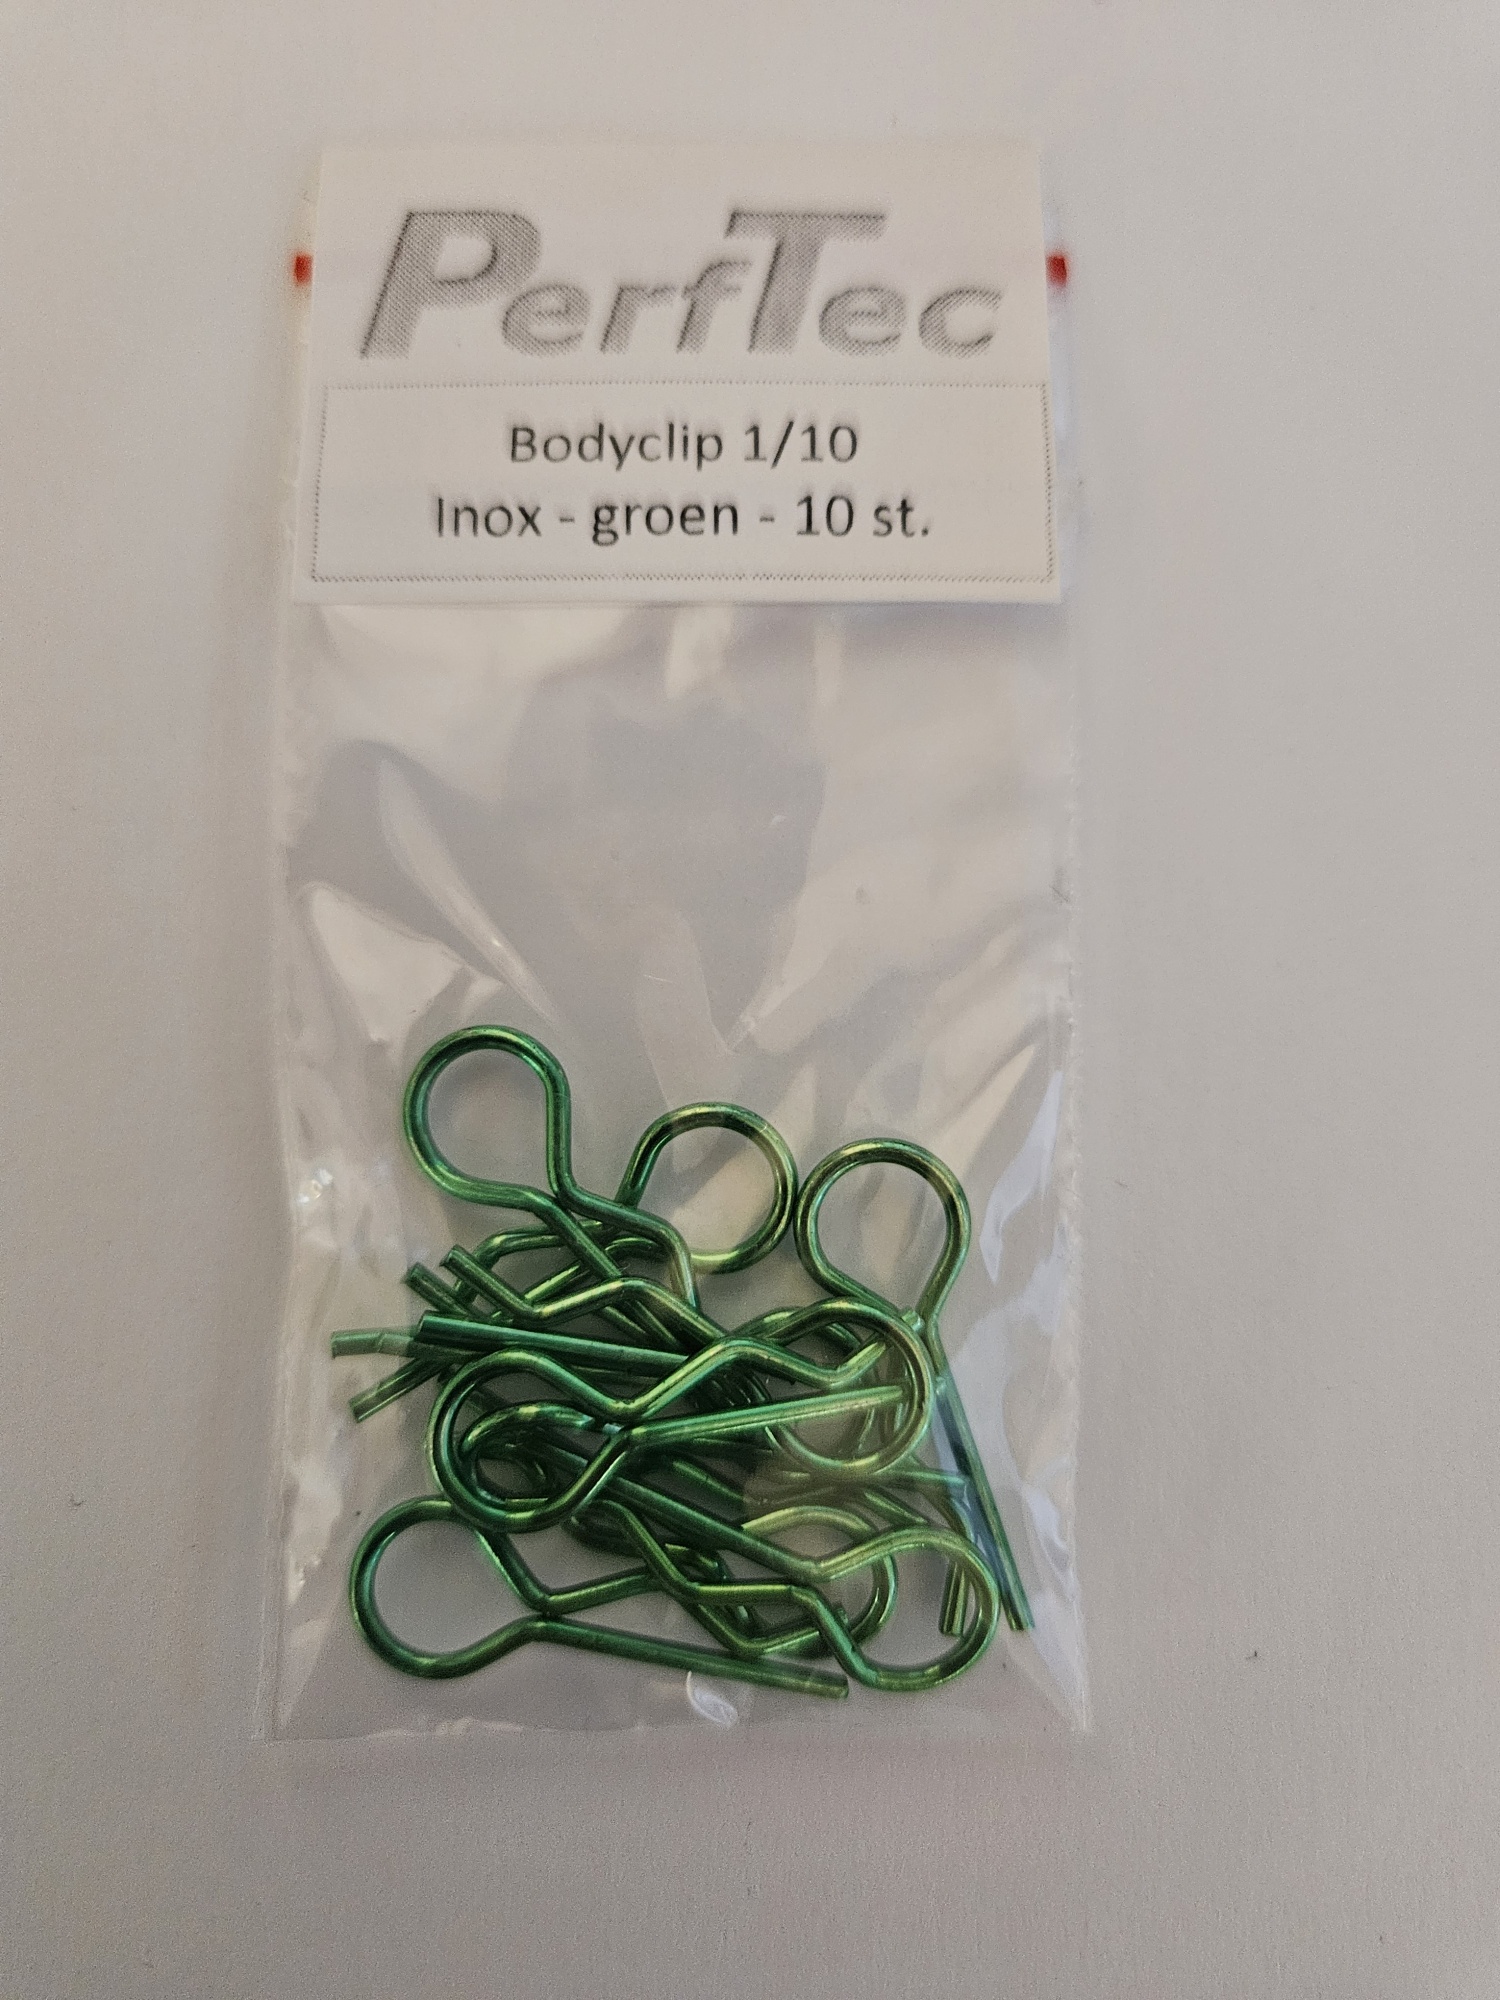 PerfTec
Bodyclip 1/10
Inox - groen - 10 st.